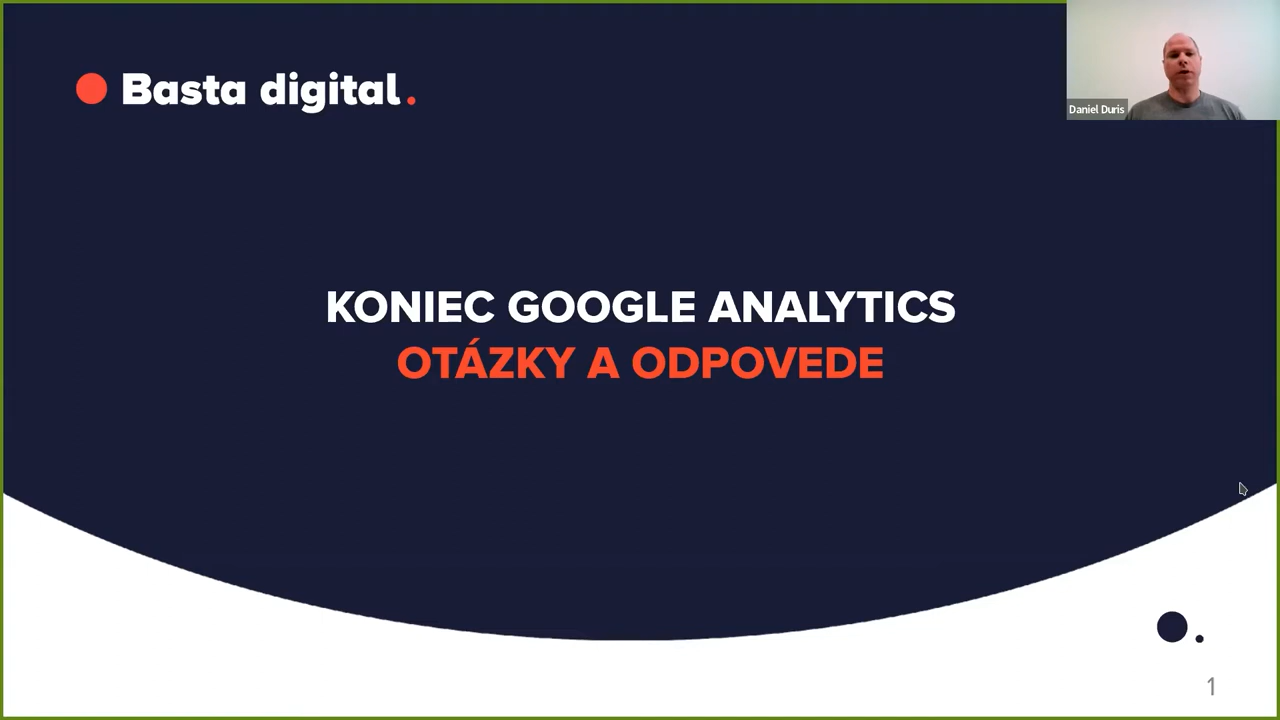 Basta digital.
Daniel Duris
KONIEC GOOGLE ANALYTICS
OTÁZKY A ODPOVEDE
1